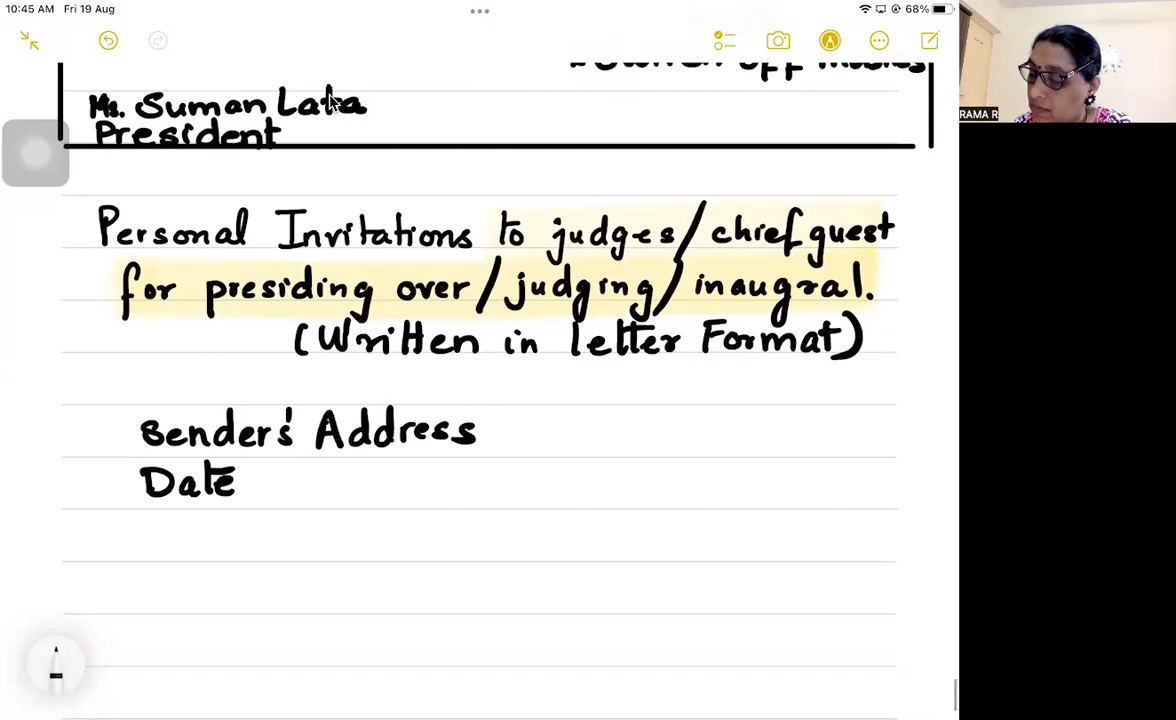 10:45 AM Fri 19 Aug
68%
Ms. Suman Lata
President
Personal Invitations to judges/chief guest
for presiding over/judging/inaugral.
(Written in letter Format)
Sender's Address
Date
RAMA R